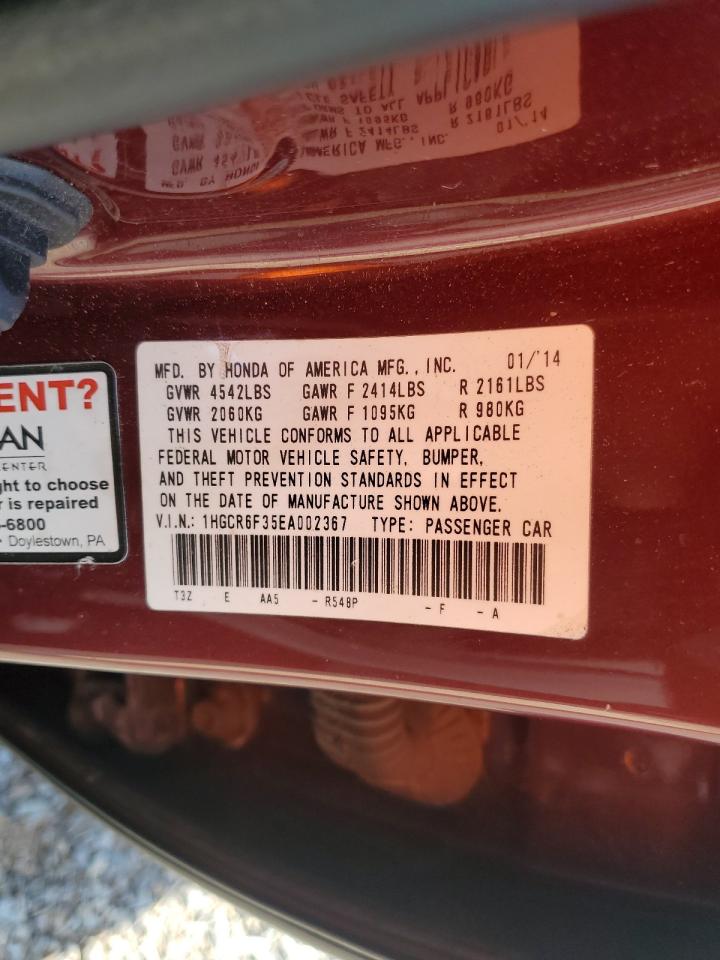 MFD. BY HONDA OF AMERICA MFG., INC. 01/'14
GVWR 4542LBS GAWR F 2414LBS R 2161LBS
GVWR 2060KG GAWR F 1095KG R 980KG
THIS VEHICLE CONFORMS TO ALL APPLICABLE
FEDERAL MOTOR VEHICLE SAFETY, BUMPER,
AND THEFT PREVENTION STANDARDS IN EFFECT
ON THE DATE OF MANUFACTURE SHOWN ABOVE.
V.I.N.: 1HGCR6F35EA002367 TYPE: PASSENGER CAR
T3Z E AA5 - R548P - F - A
ENT?
AN
ENTER
ght to choose
r is repaired
-6800
• Doylestown, PA